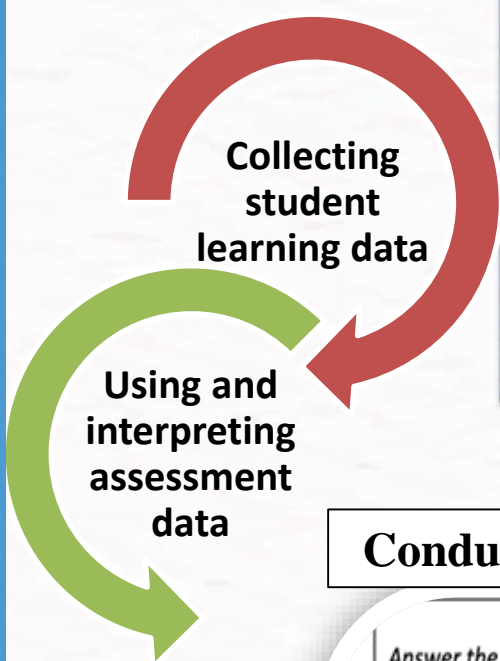 Collecting
student
learning data
Using and
interpreting
assessment
data
Condu
Answer the